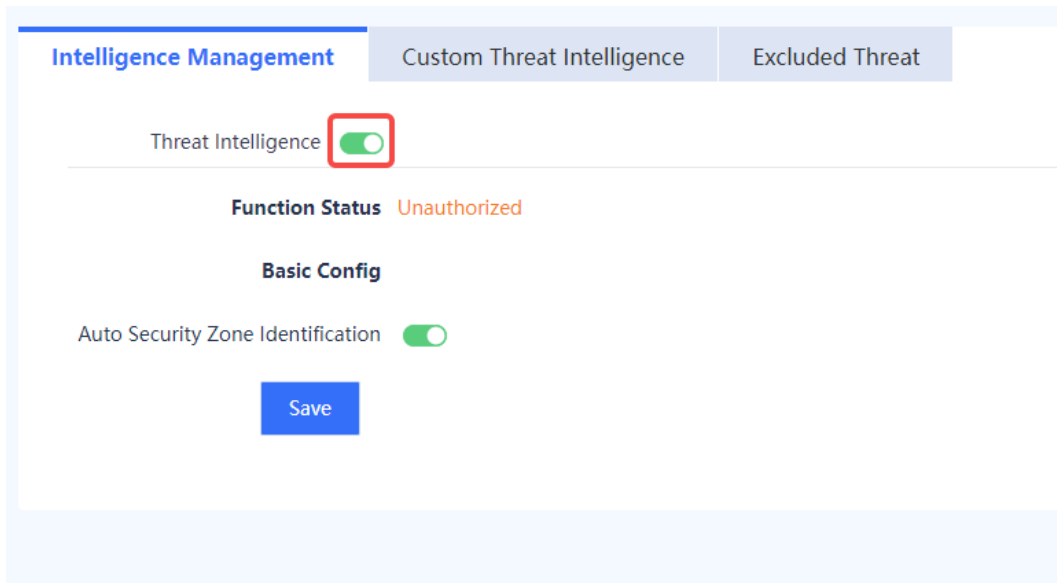 Intelligence Management Custom Threat Intelligence Excluded Threat
Threat Intelligence
Function Status Unauthorized
Basic Config
Auto Security Zone Identification
Save